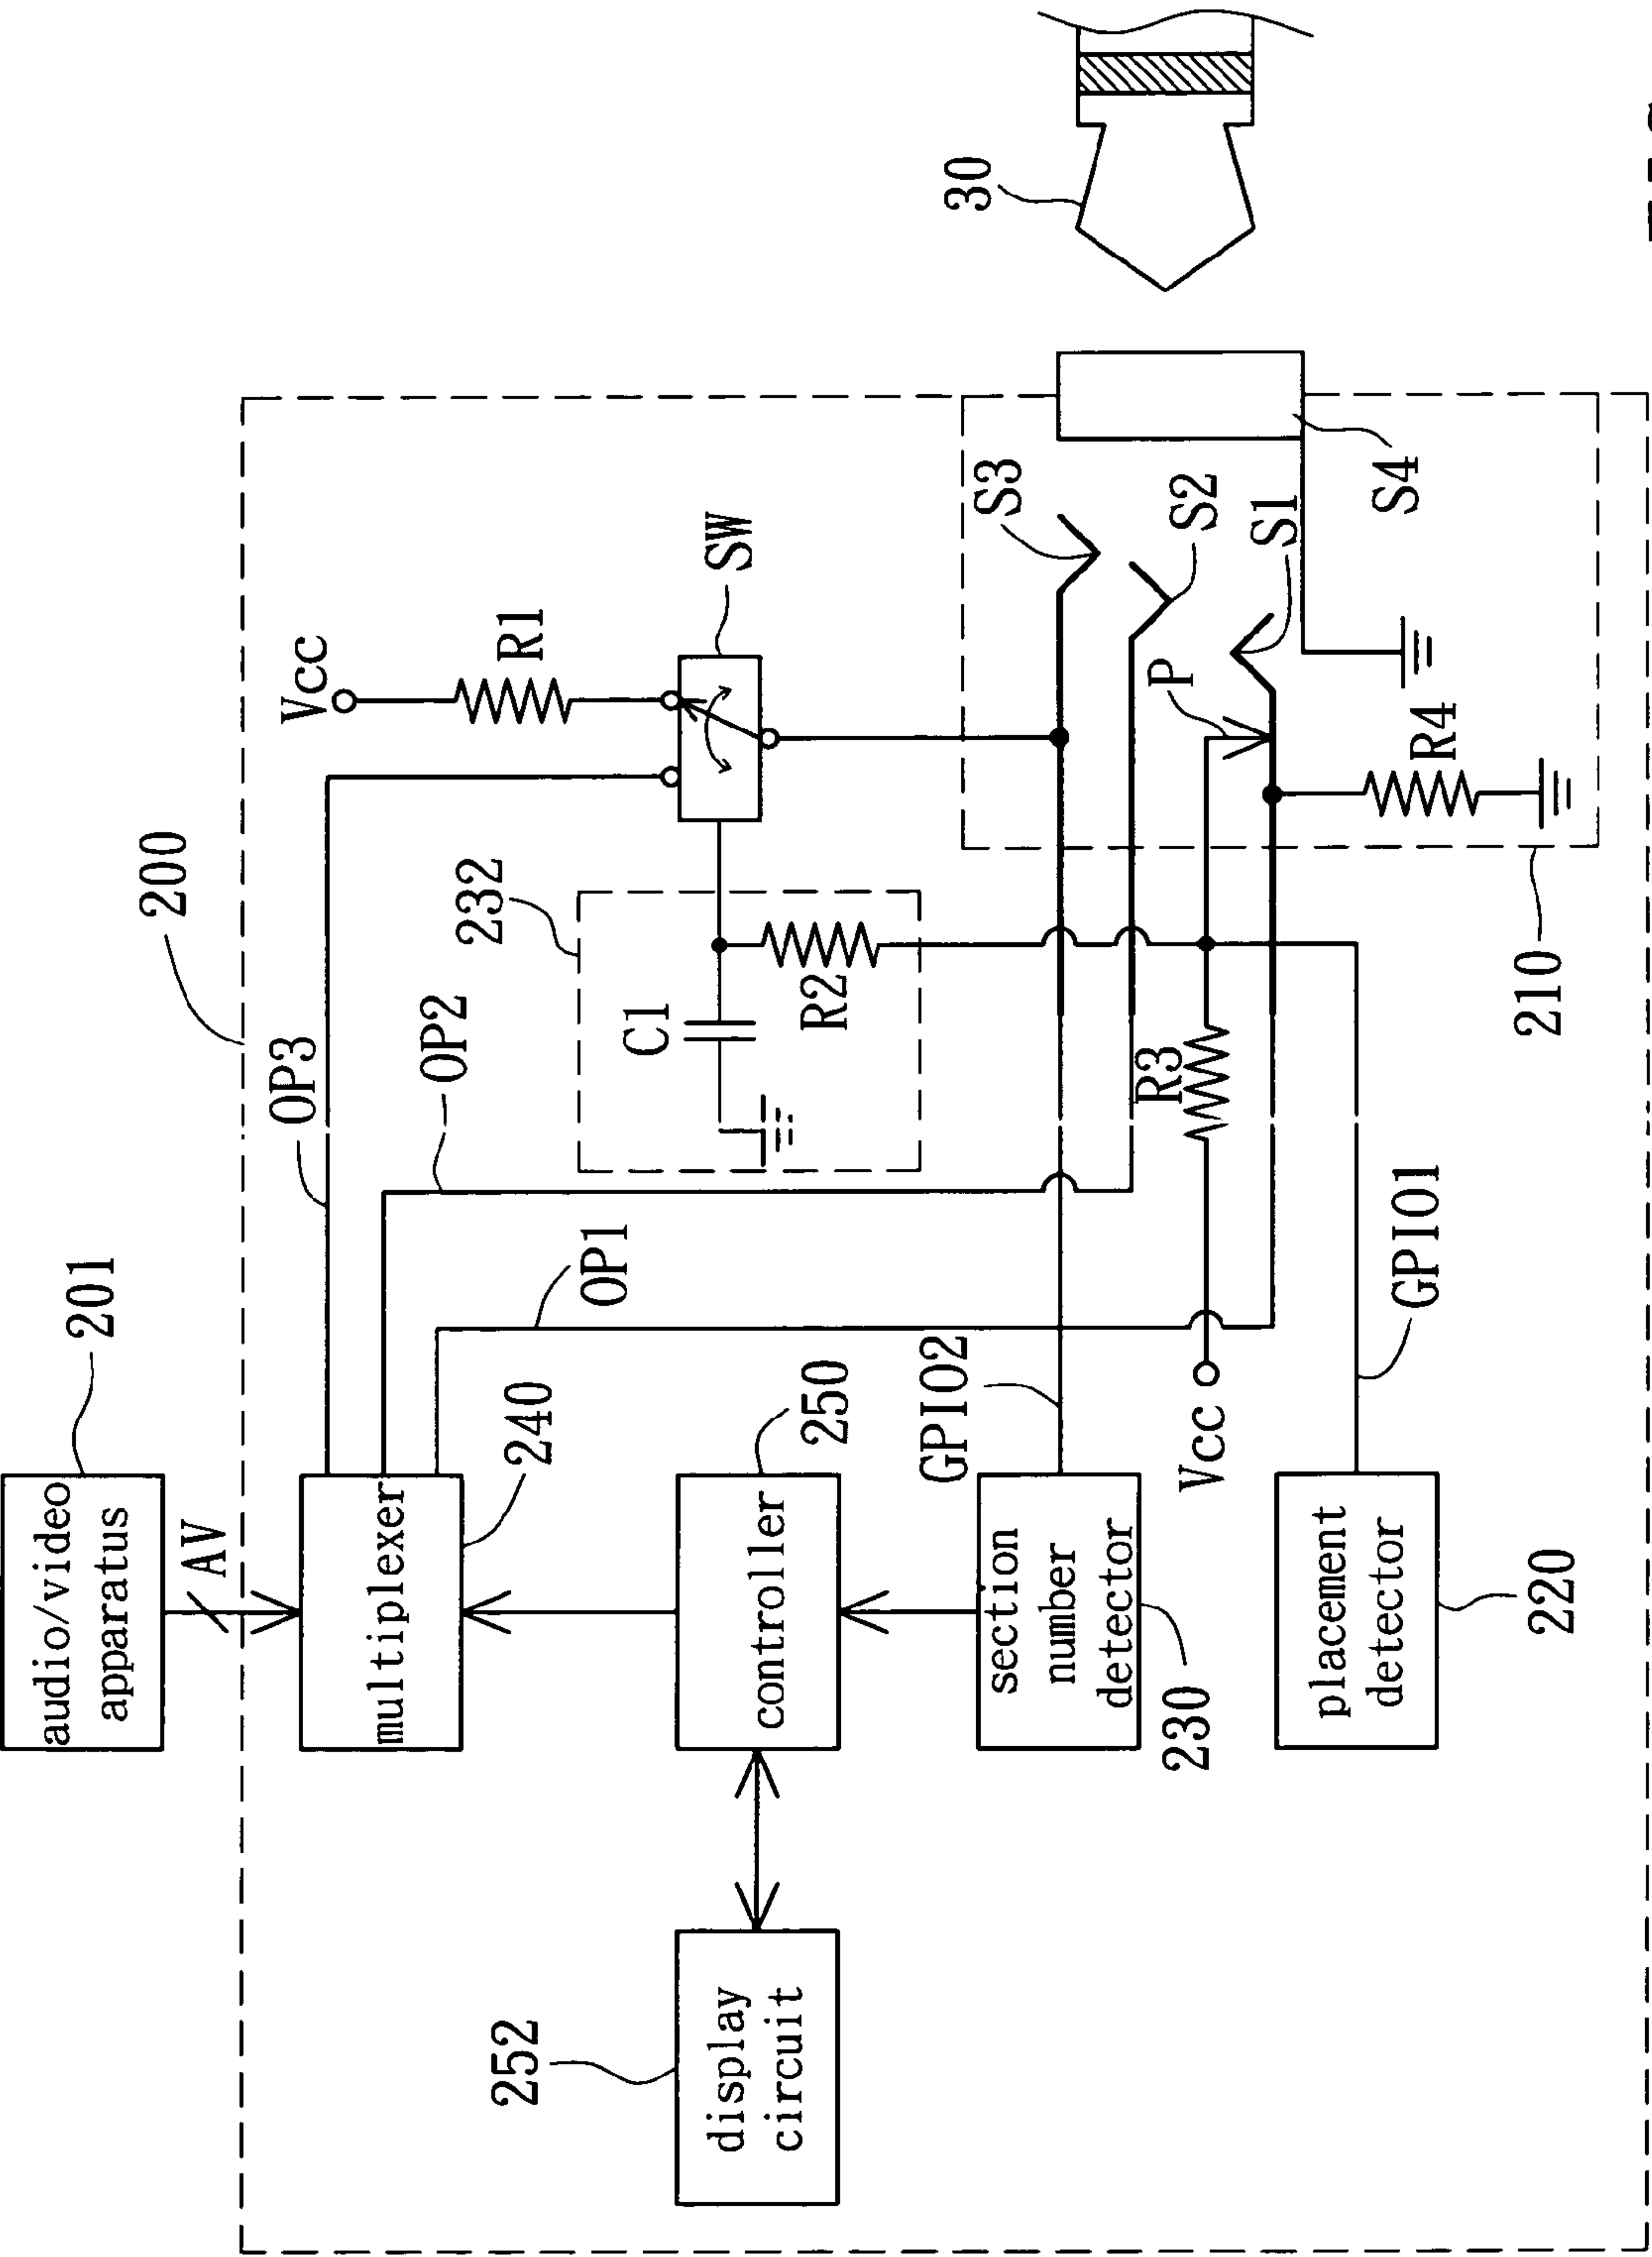 audio/video
apparatus
201
AV
200
multiplexer
240
OP3
OP2
OP1
Vcc
R1
SW
232
C1
R2
252
display
circuit
controller
250
section
number
detector
230
GPIO2
Vcc
R3
placement
detector
220
GPIO1
210
S3
S2
S1
P
R4
S4
30